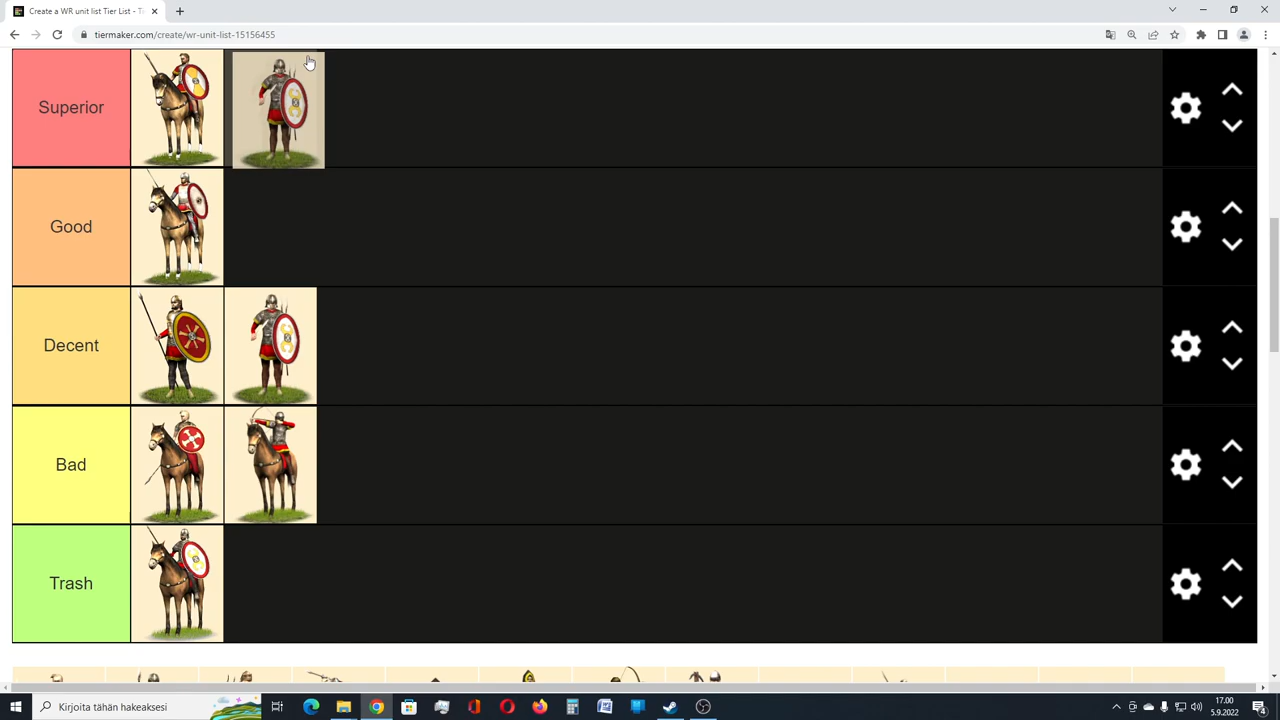 Create a WR unit list Tier List - Ti
tiermaker.com/create/wr-unit-list-15156455
Superior
Good
Decent
Bad
Trash
Kirjoita tähän hakeaksesi
17.00
5.9.2022
4